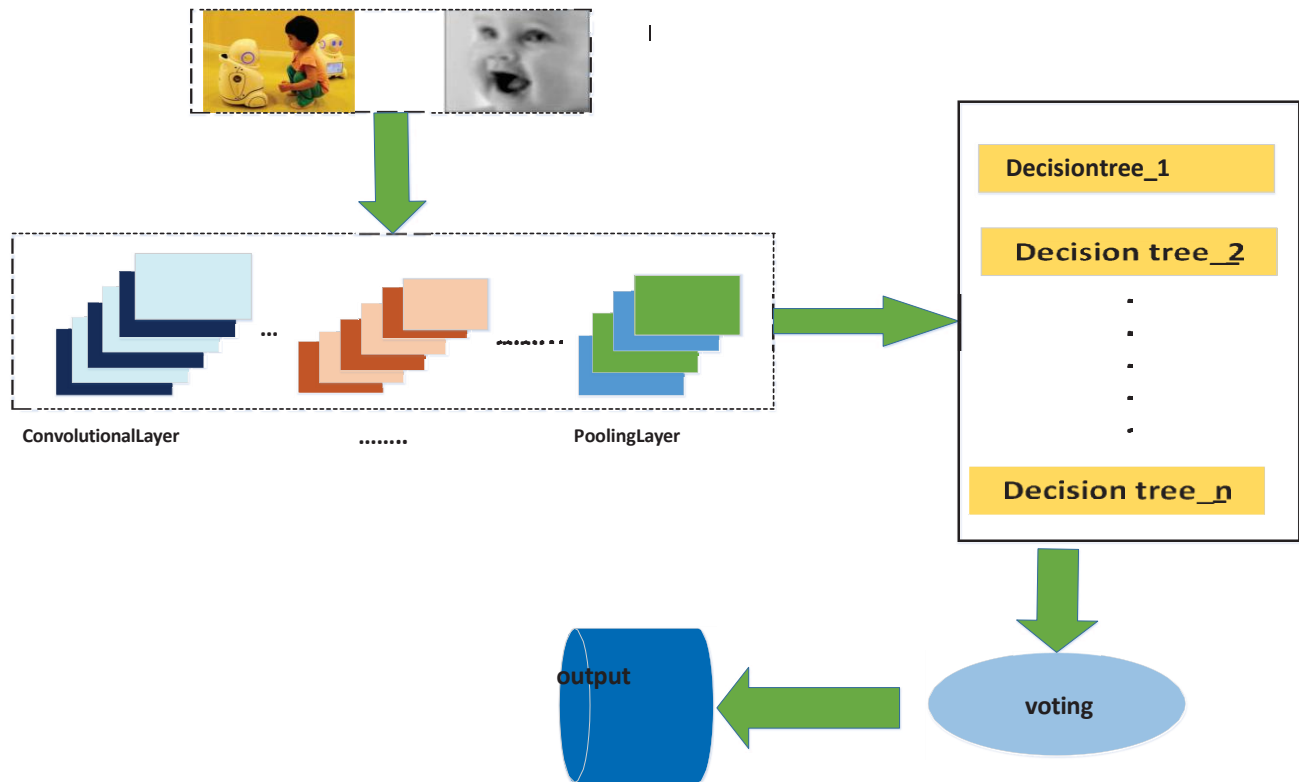 Decisiontree_1
Decision tree_2
...
........
ConvolutionalLayer
........
PoolingLayer
Decision tree_n
output
voting